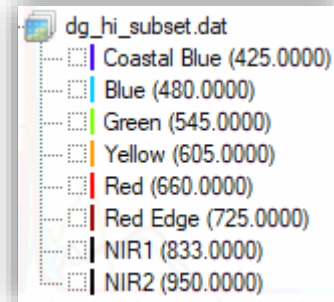 dg_hi_subset.dat
Coastal Blue (425.0000)
Blue (480.0000)
Green (545.0000)
Yellow (605.0000)
Red (660.0000)
Red Edge (725.0000)
NIR1 (833.0000)
NIR2 (950.0000)